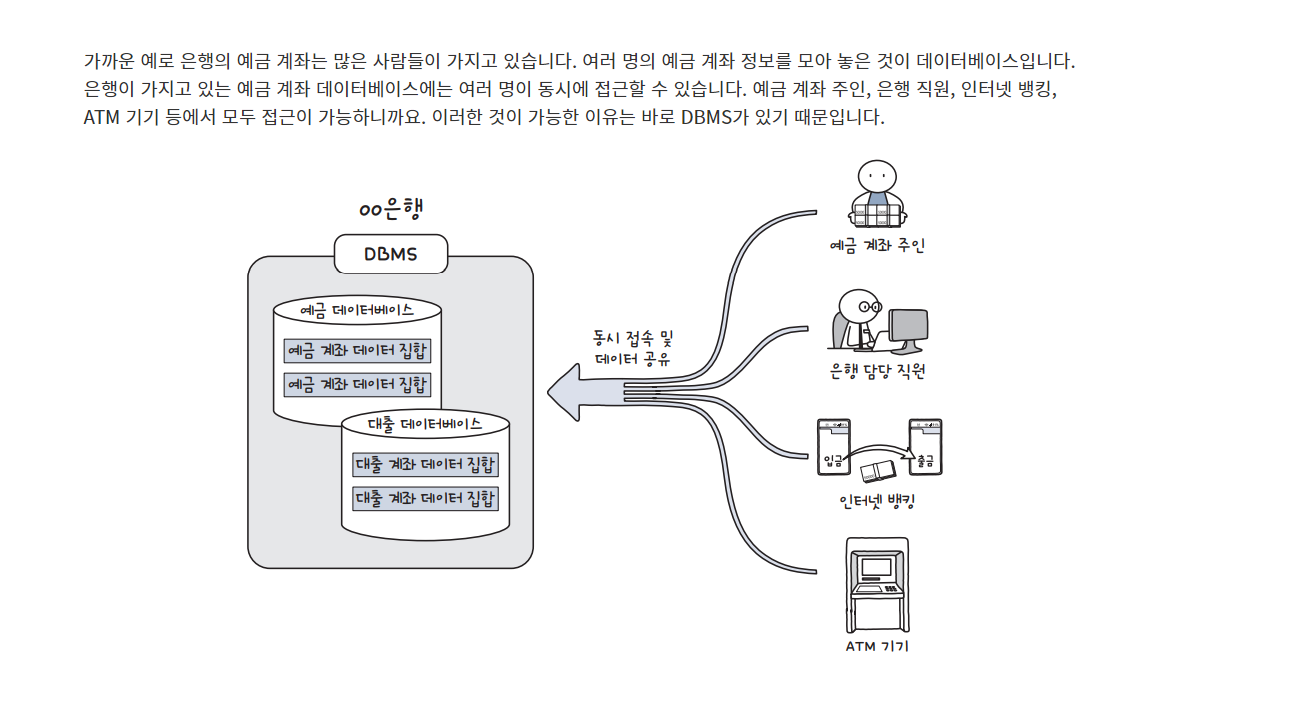 가까운 예로 은행의 예금 계좌는 많은 사람들이 가지고 있습니다. 여러 명의 예금 계좌 정보를 모아 놓은 것이 데이터베이스입니다.
은행이 가지고 있는 예금 계좌 데이터베이스에는 여러 명이 동시에 접근할 수 있습니다. 예금 계좌 주인, 은행 직원, 인터넷 뱅킹,
ATM 기기 등에서 모두 접근이 가능하니까요. 이러한 것이 가능한 이유는 바로 DBMS가 있기 때문입니다.
oo은행
DBMS
예금 데이터베이스
예금 계좌 데이터 집합
예금 계좌 데이터 집합
대출 데이터베이스
대출 계좌 데이터 집합
대출 계좌 데이터 집합
동시 접속 및
데이터 공유
예금 계좌 주인
은행 담당 직원
입금
출금
인터넷 뱅킹
ATM 기기